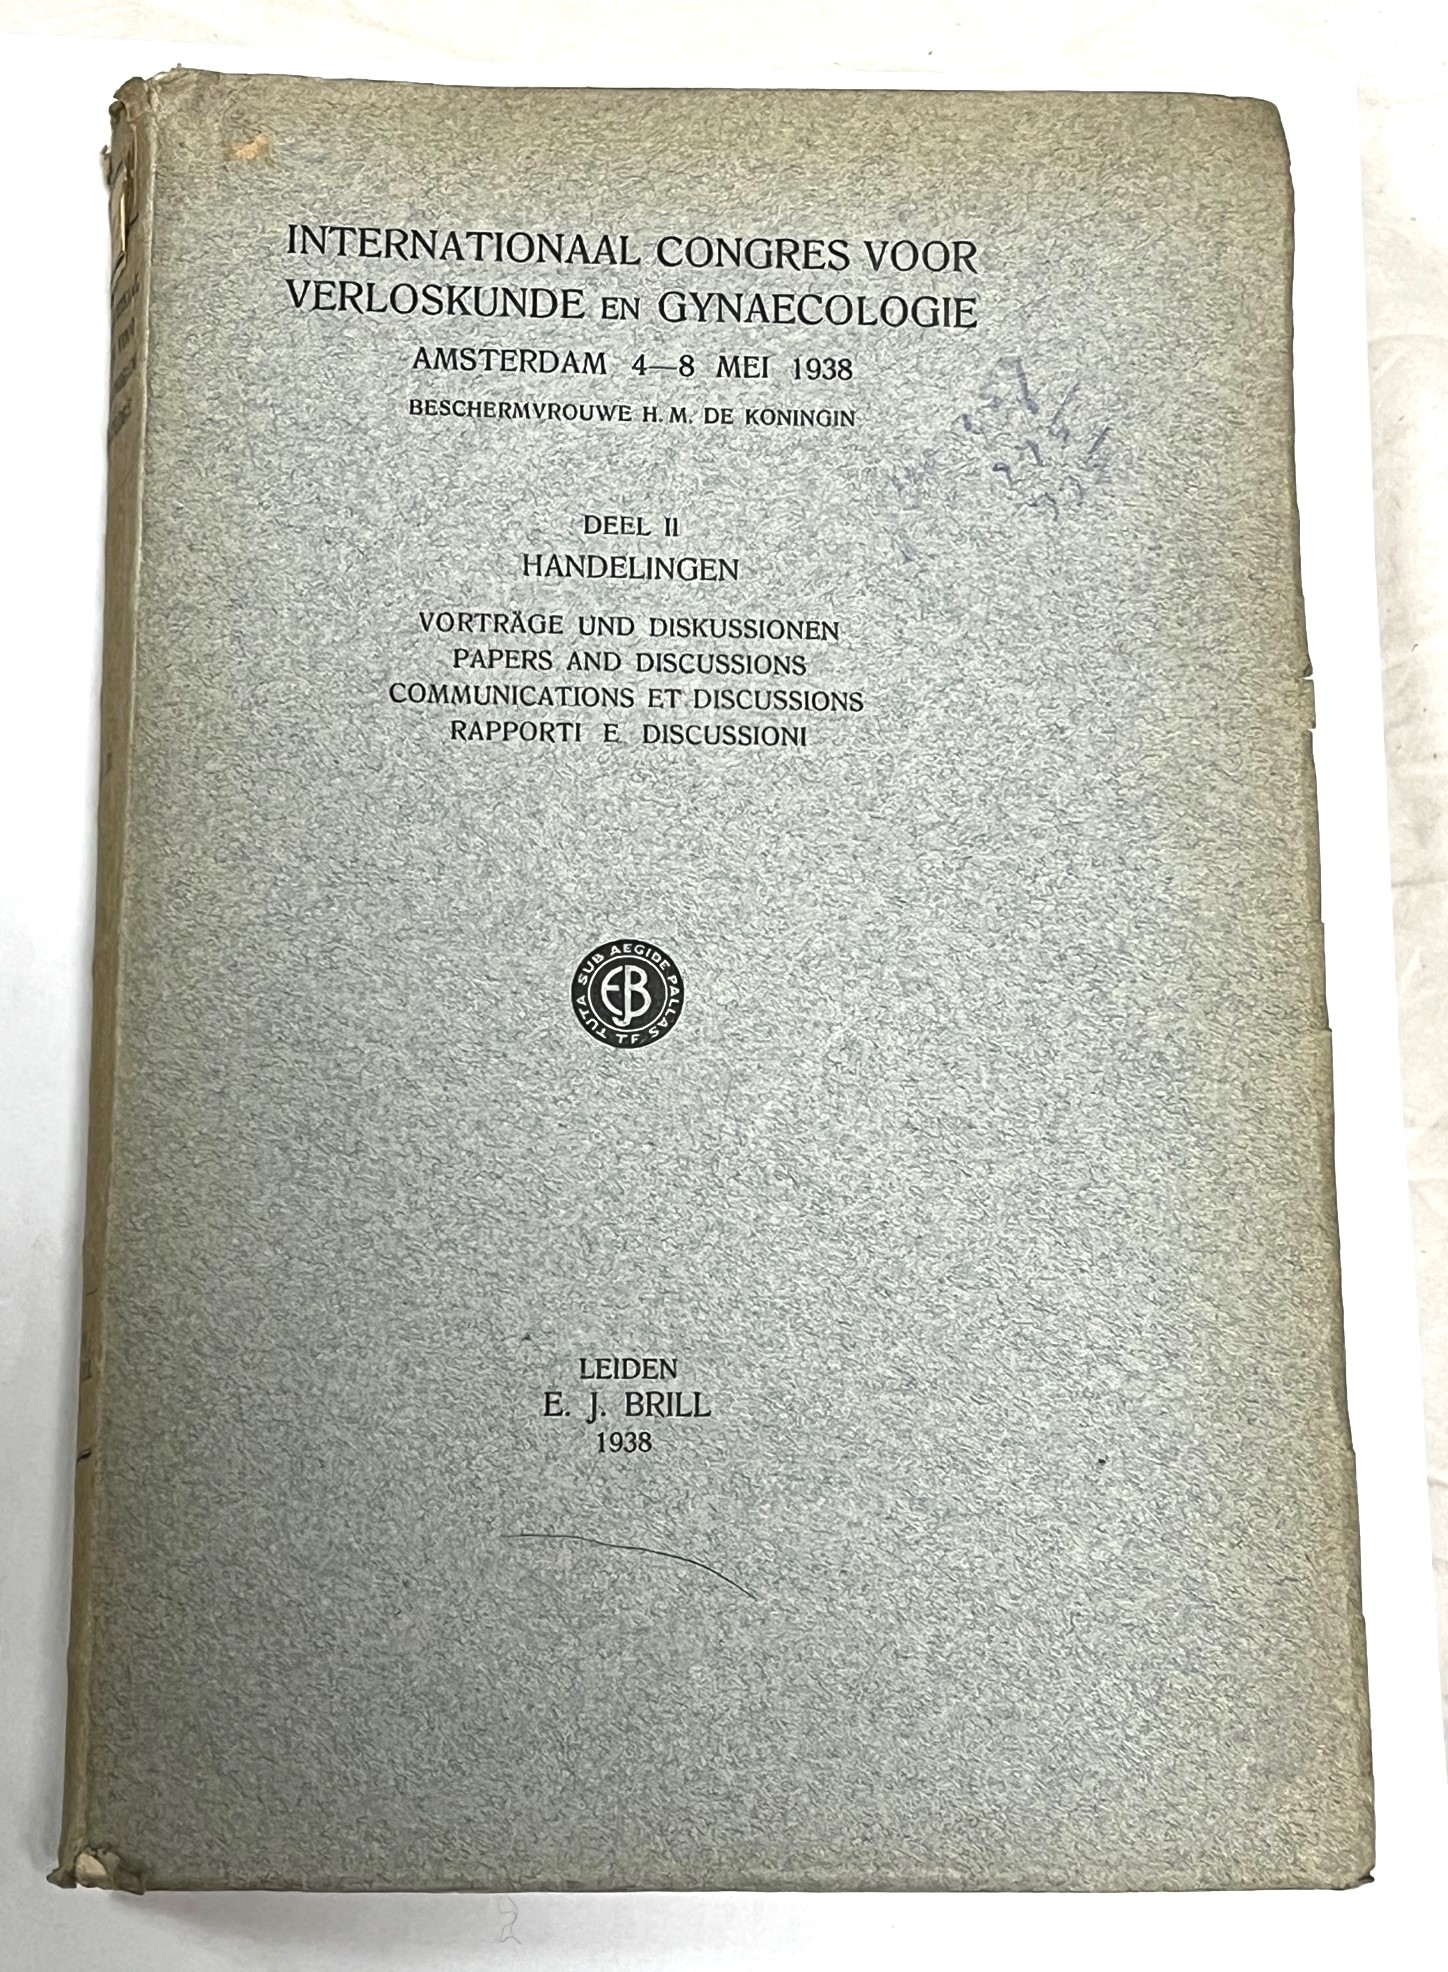 INTERNATIONAAL CONGRES VOOR
VERLOSKUNDE EN GYNAECOLOGIE
AMSTERDAM 4—8 MEI 1938
BESCHERMVROUWE H. M. DE KONINGIN
DEEL II
HANDELINGEN
VORTRÄGE UND DISKUSSIONEN
PAPERS AND DISCUSSIONS
COMMUNICATIONS ET DISCUSSIONS
RAPPORTI E DISCUSSIONI
TUTA SUB AEGIDE PALLAS
EJB
LEIDEN
E. J. BRILL
1938